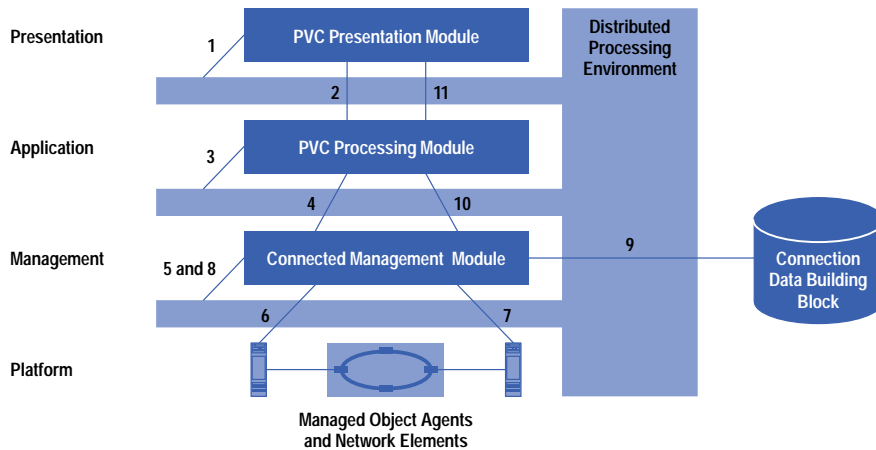 Presentation
1
PVC Presentation Module
Distributed
Processing
Environment
2
11
Application
3
PVC Processing Module
4
10
Management
5 and 8
Connected Management Module
9
Connection
Data Building
Block
6
7
Platform
Managed Object Agents
and Network Elements